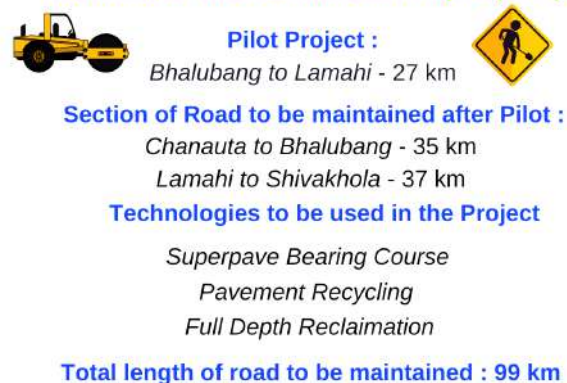 Pilot Project :
Bhalubang to Lamahi - 27 km
Section of Road to be maintained after Pilot :
Chanauta to Bhalubang - 35 km
Lamahi to Shivakhola - 37 km
Technologies to be used in the Project
Superpave Bearing Course
Pavement Recycling
Full Depth Reclaimation
Total length of road to be maintained : 99 km